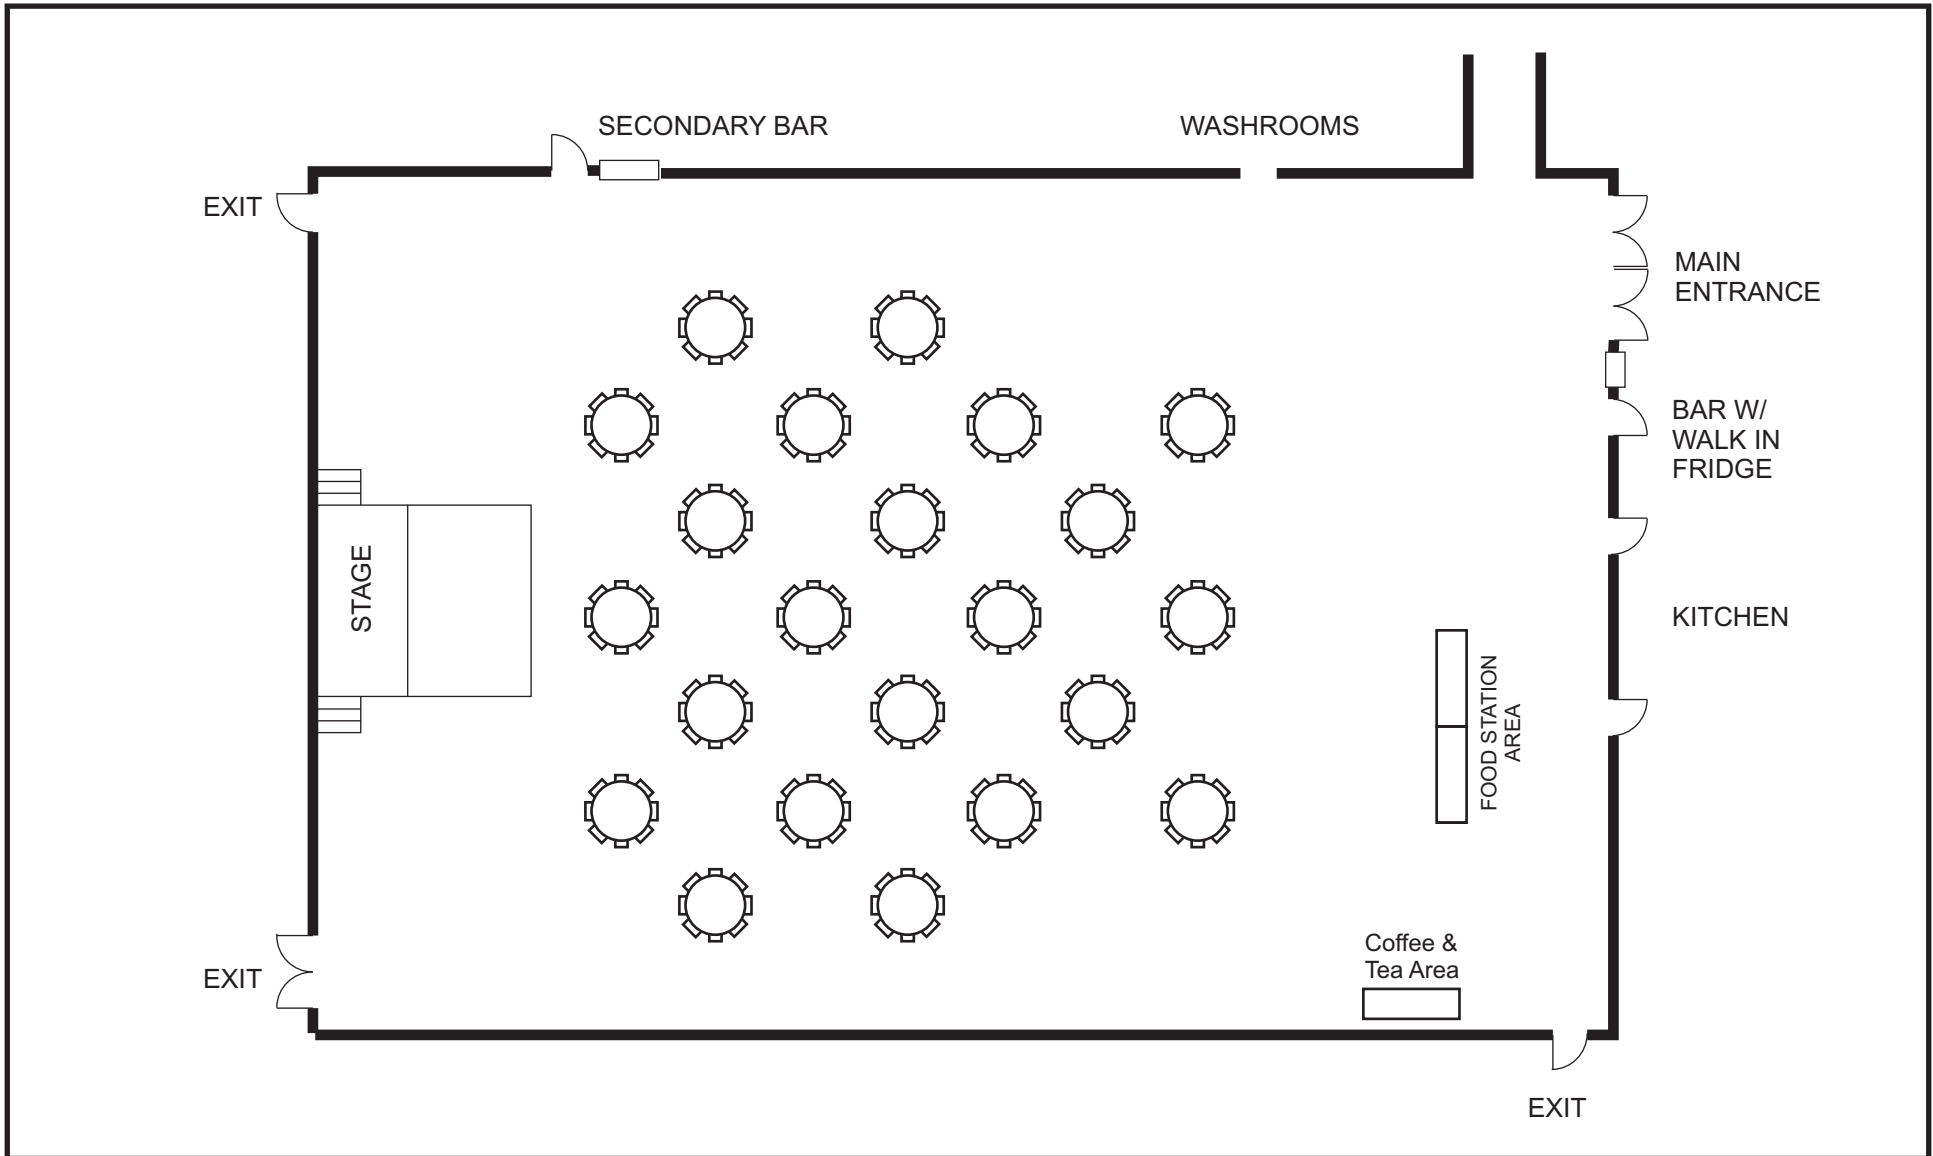 SECONDARY BAR
WASHROOMS
EXIT
MAIN
ENTRANCE
BAR W/
WALK IN
FRIDGE
STAGE
KITCHEN
FOOD STATION
AREA
Coffee &
Tea Area
EXIT
EXIT